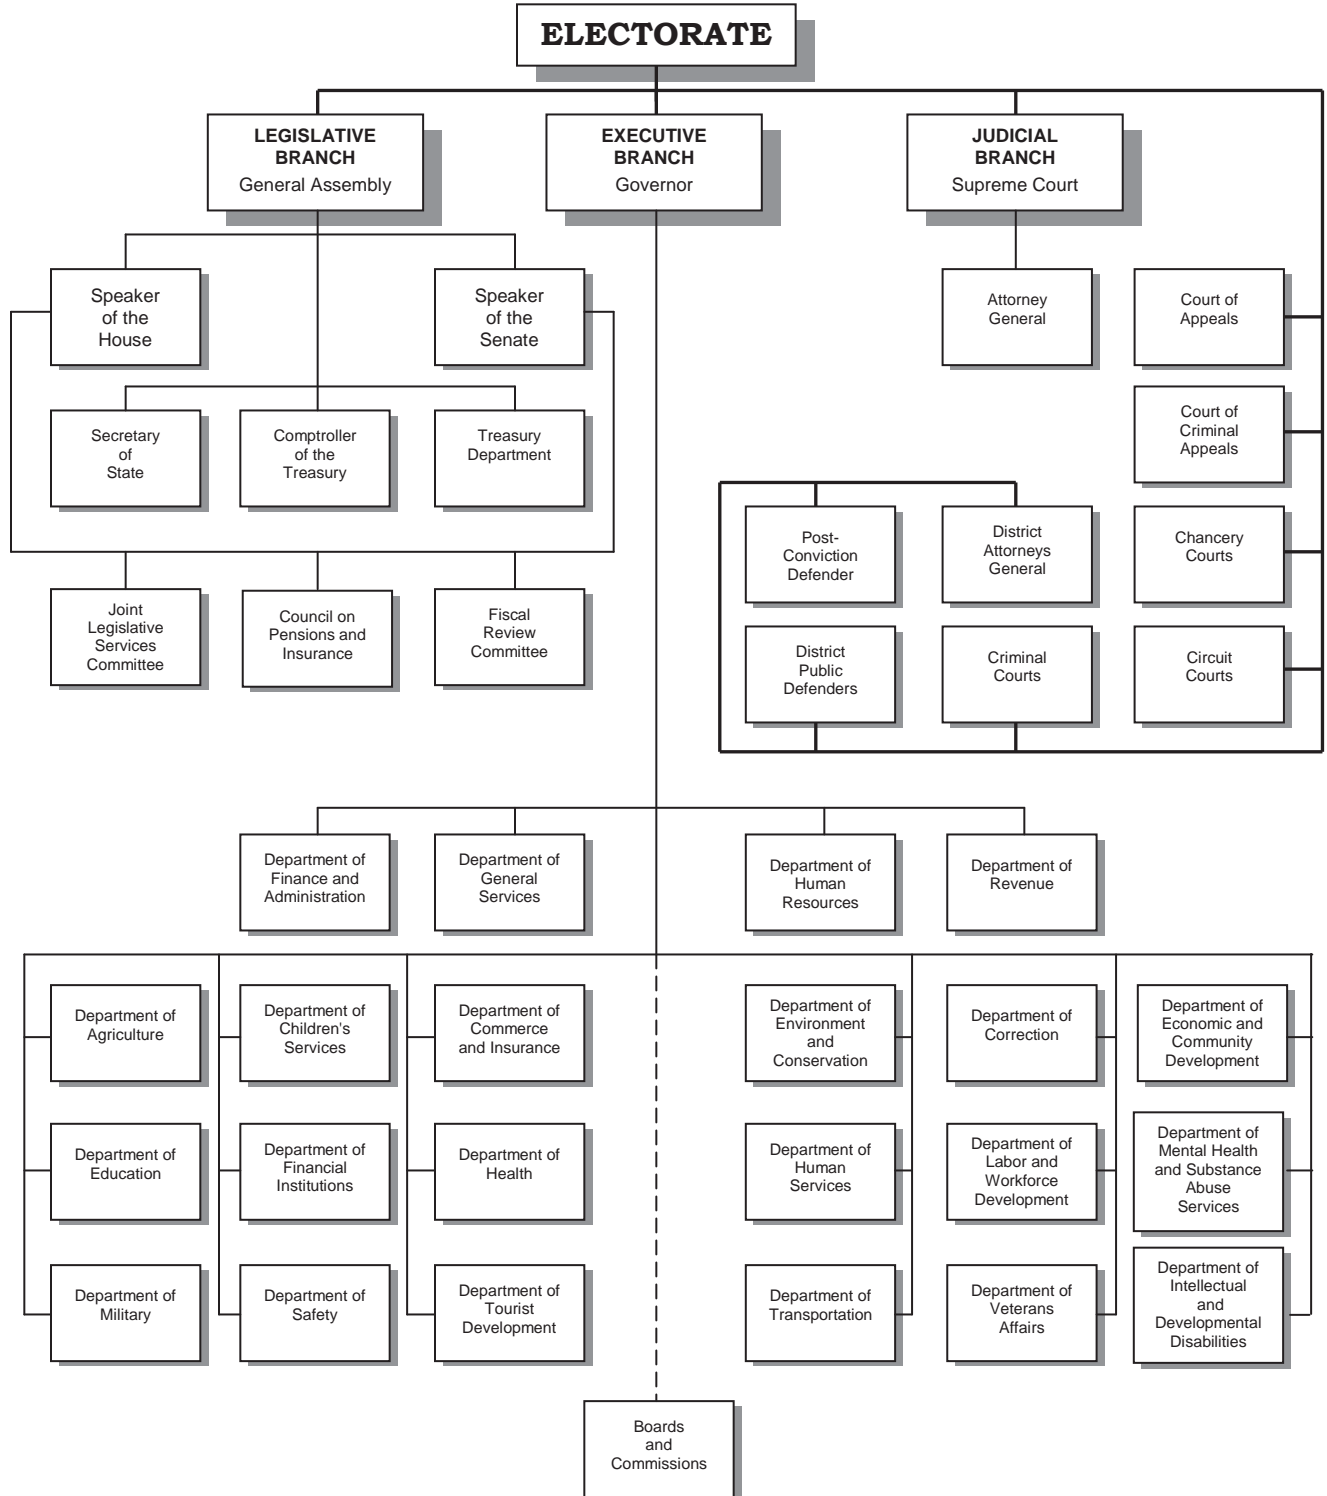 ELECTORATE
LEGISLATIVE
BRANCH
General Assembly
EXECUTIVE
BRANCH
Governor
JUDICIAL
BRANCH
Supreme Court
Speaker
of the
House
Speaker
of the
Senate
Attorney
General
Court of
Appeals
Secretary
of
State
Comptroller
of the
Treasury
Treasury
Department
Court of
Criminal
Appeals
Post-
Conviction
Defender
District
Attorneys
General
Chancery
Courts
Joint
Legislative
Services
Committee
Council on
Pensions and
Insurance
Fiscal
Review
Committee
District
Public
Defenders
Criminal
Courts
Circuit
Courts
Department of
Finance and
Administration
Department of
General
Services
Department of
Human
Resources
Department of
Revenue
Department of
Agriculture
Department of
Children's
Services
Department of
Commerce
and Insurance
Department of
Environment
and
Conservation
Department of
Correction
Department of
Economic and
Community
Development
Department of
Education
Department of
Financial
Institutions
Department of
Health
Department of
Human
Services
Department of
Labor and
Workforce
Development
Department of
Mental Health
and Substance
Abuse
Services
Department of
Military
Department of
Safety
Department of
Tourist
Development
Department of
Transportation
Department of
Veterans
Affairs
Department of
Intellectual
and
Developmental
Disabilities
Boards
and
Commissions